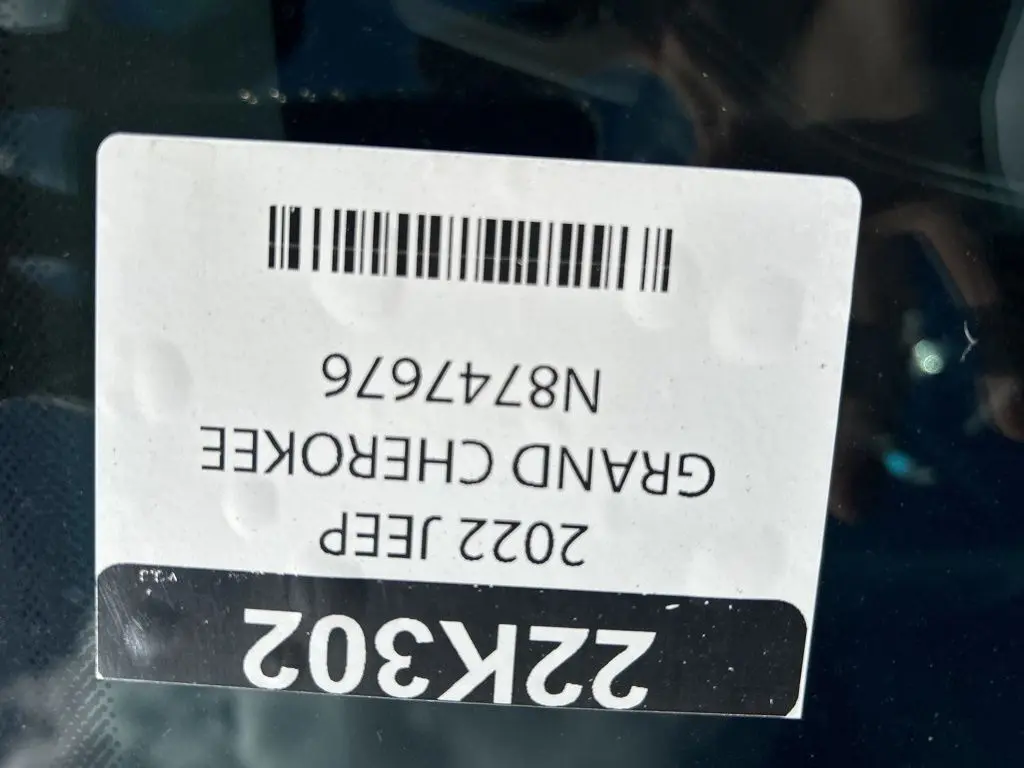 22K302
2022 JEEP
GRAND CHEROKEE
N8747676